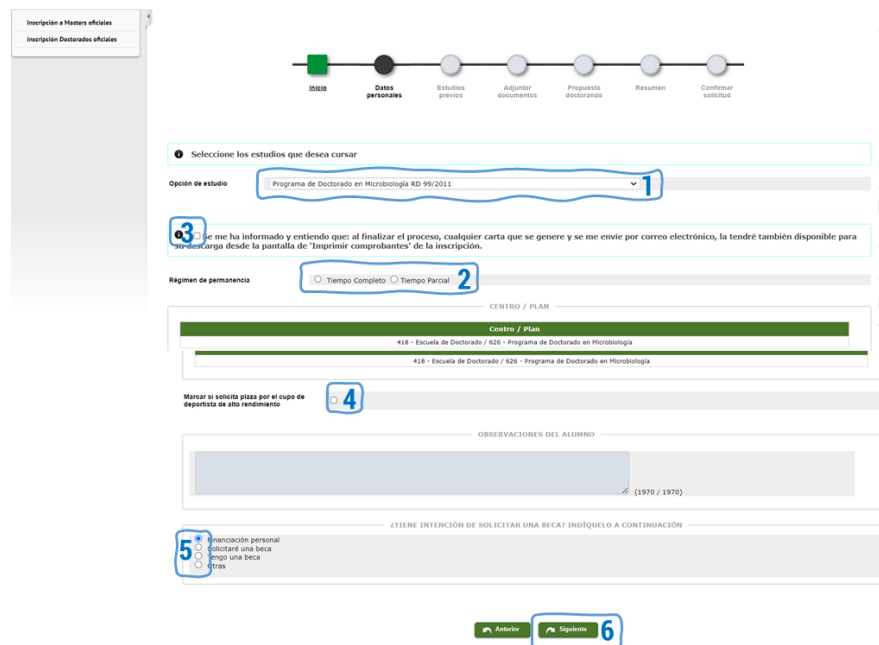 Inscripción a Masters oficiales
Inscripción Doctorados oficiales
Inicio
Datos personales
Estudios previos
Adjuntar documentos
Propuesta doctorando
Resumen
Confirmar solicitud
Seleccione los estudios que desea cursar
Opción de estudio Programa de Doctorado en Microbiología RD 99/2011 1
3 Se me ha informado y entiendo que: al finalizar el proceso, cualquier carta que se genere y se me envíe por correo electrónico, la tendré también disponible para
su descarga desde la pantalla de 'Imprimir comprobantes' de la inscripción.
Régimen de permanencia Tiempo Completo Tiempo Parcial 2
CENTRO / PLAN
Centro / Plan
418 - Escuela de Doctorado / 626 - Programa de Doctorado en Microbiología
418 - Escuela de Doctorado / 626 - Programa de Doctorado en Microbiología
Marcar si solicita plaza por el cupo de
deportista de alto rendimiento 4
OBSERVACIONES DEL ALUMNO
(1970 / 1970)
¿TIENE INTENCIÓN DE SOLICITAR UNA BECA? INDÍQUELO A CONTINUACIÓN
5
Financiación personal
Solicitaré una beca
Tengo una beca
Otras
Anterior Siguiente 6